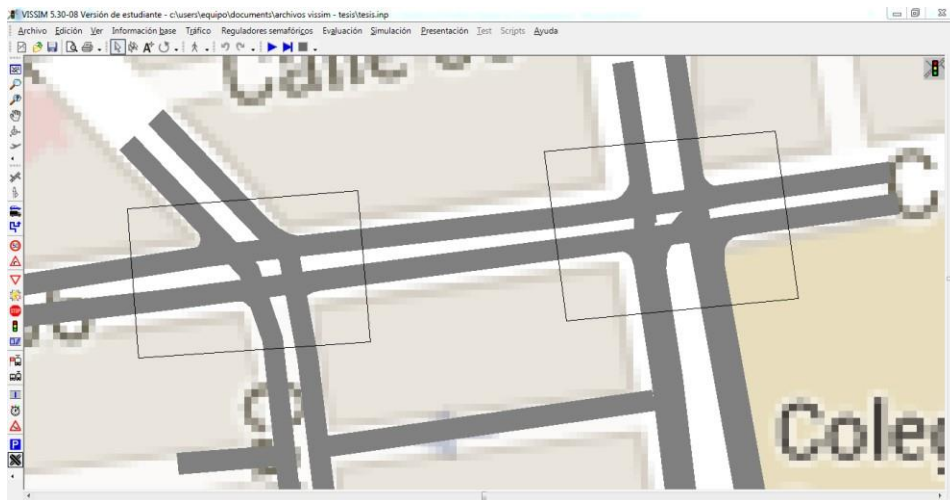 VISSIM 5.30-08 Versión de estudiante - c:\users\equipo\documents\archivos vissim - tesis\tesis.inp
Archivo Edición Ver Información base Tráfico Reguladores semafóricos Evaluación Simulación Presentación Test Scripts Ayuda
Calle
C
STOP
Coleg
P